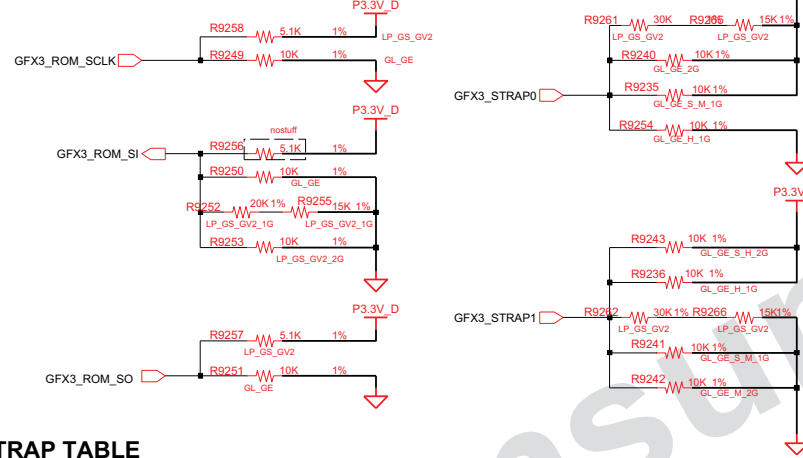 P3.3V_D
R9258 5.1K 1%
LP_GS_GV2
GFX3_ROM_SCLK
R9249 10K 1% GL_GE
P3.3V_D
nostuff
GFX3_ROM_SI
R9256 5.1K 1%
R9250 10K 1%
GL_GE
R9252 20K 1% R9255 15K 1%
LP_GS_GV2_1G LP_GS_GV2_1G
R9253 10K 1%
LP_GS_GV2_2G
P3.3V_D
R9257 5.1K 1%
LP_GS_GV2
GFX3_ROM_SO
R9251 10K 1%
GL_GE
TRAP TABLE
R9261 30K 15K 1%
LP_GS_GV2 LP_GS_GV2
R9240 10K 1%
GL_GE_2G
R9235 10K 1%
GFX3_STRAP0
GL_GE_S_M_1G
R9254 10K 1%
GL_GE_H_1G
P3.3V
R9243 10K 1%
GL_GE_S_H_2G
R9236 10K 1%
GL_GE_H_1G
GFX3_STRAP1
R9262 30K 1% R9266 15K1%
LP_GS_GV2 LP_GS_GV2
R9241 10K 1%
GL_GE_S_M_1G
R9242 10K 1%
GL_GE_M_2G